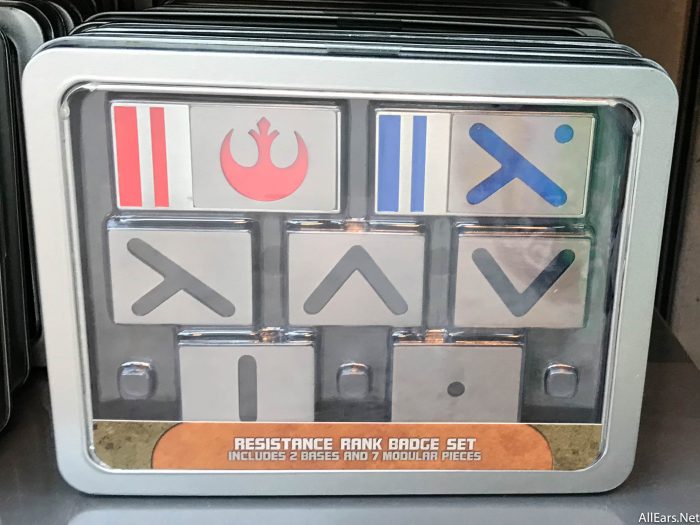 RESISTANCE RANK BADGE SET
INCLUDES 2 BASES AND 7 MODULAR PIECES
AllEars.Net